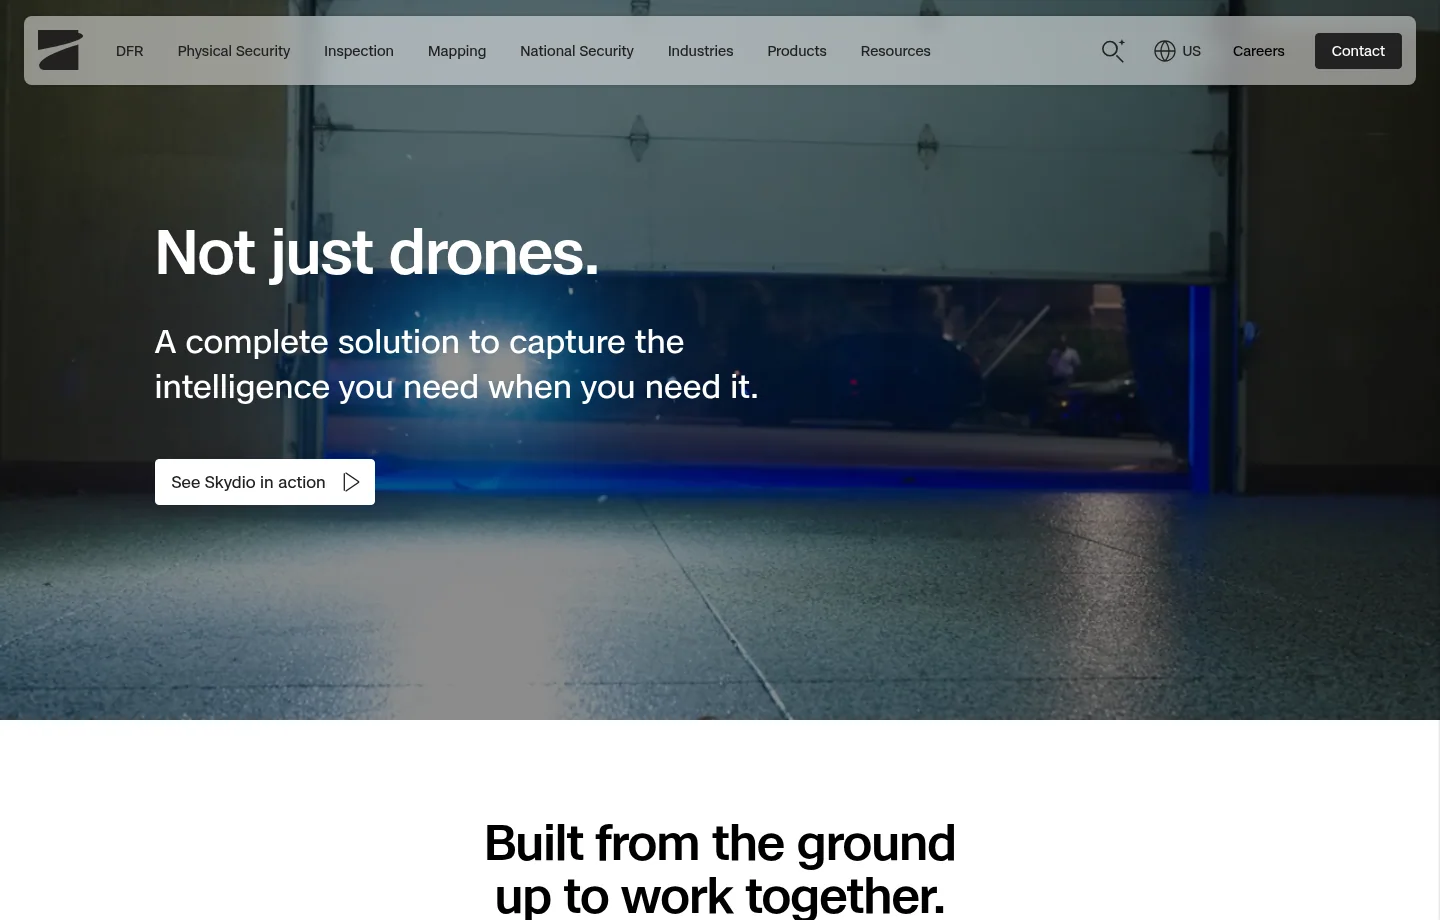 DFR
Physical Security
Inspection
Mapping
National Security
Industries
Products
Resources
US
Careers
Contact
Not just drones.
A complete solution to capture the
intelligence you need when you need it.
See Skydio in action
Built from the ground
up to work together.